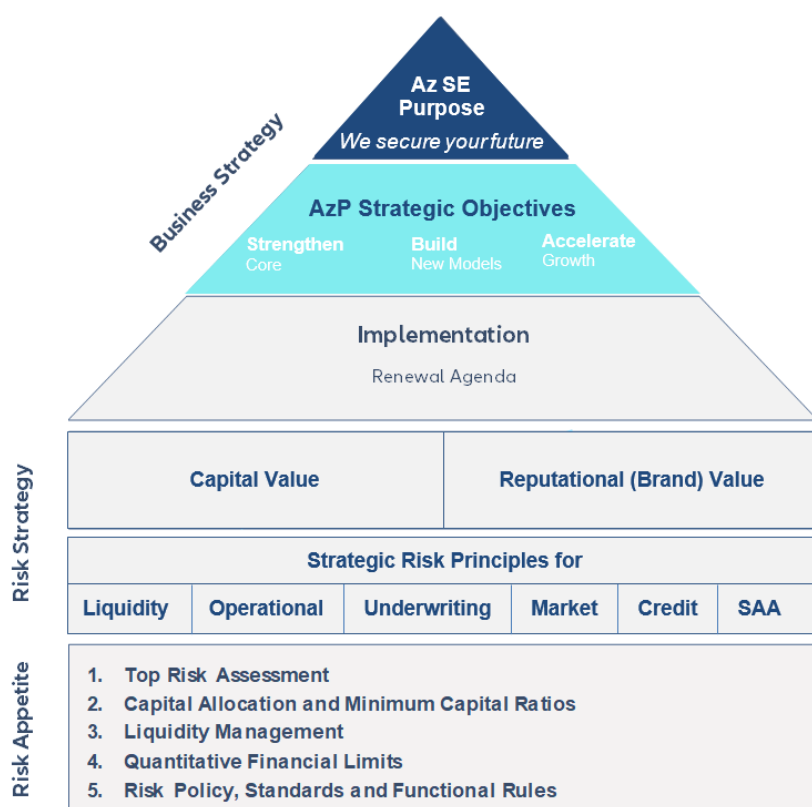 Az SE
Purpose
We secure your future
Business Strategy
AzP Strategic Objectives
Strengthen
Core
Build
New Models
Accelerate
Growth
Implementation
Renewal Agenda
Risk Strategy
Capital Value
Reputational (Brand) Value
Strategic Risk Principles for
Liquidity
Operational
Underwriting
Market
Credit
SAA
Risk Appetite
1. Top Risk Assessment
2. Capital Allocation and Minimum Capital Ratios
3. Liquidity Management
4. Quantitative Financial Limits
5. Risk Policy, Standards and Functional Rules